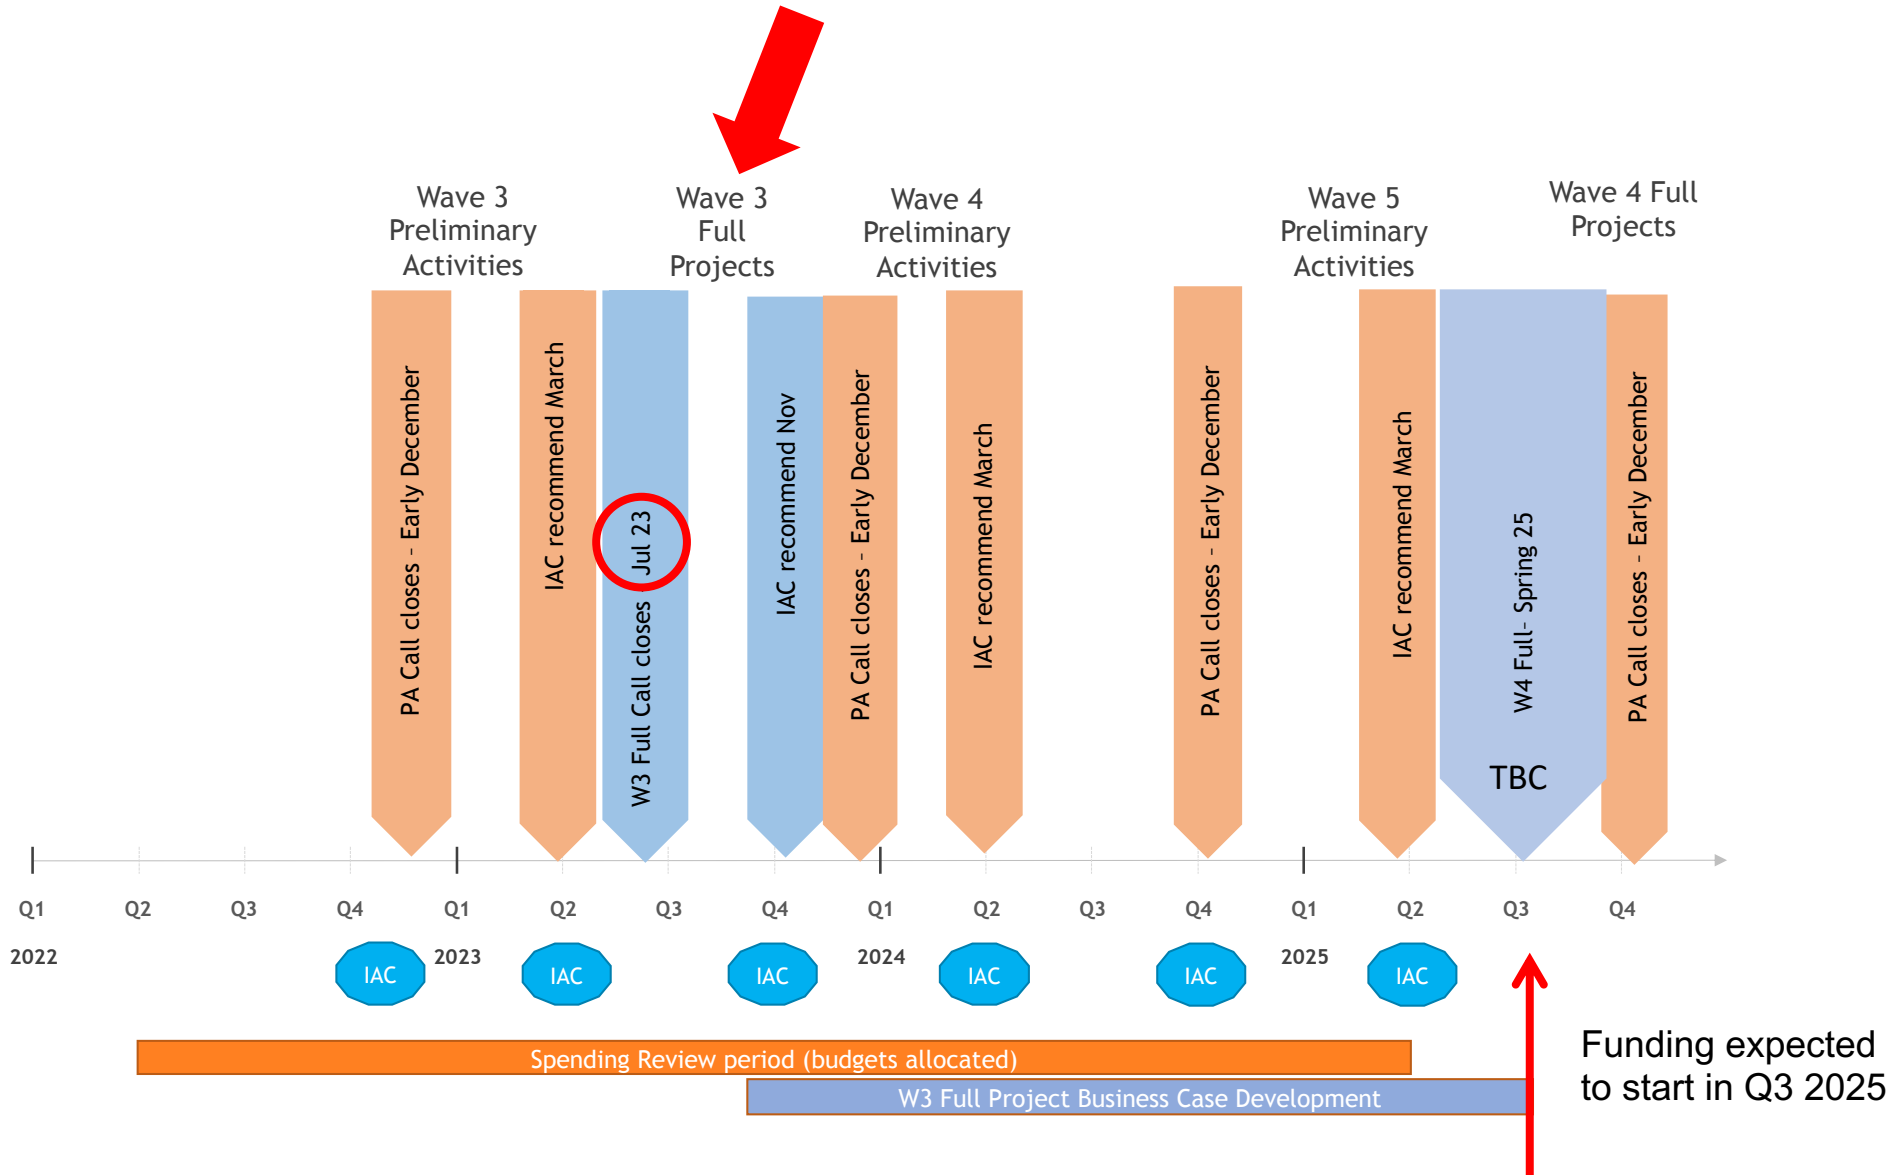 Wave 3
Preliminary
Activities
Wave 3
Full
Projects
Wave 4
Preliminary
Activities
Wave 5
Preliminary
Activities
Wave 4 Full
Projects
PA Call closes - Early December
IAC recommend March
W3 Full Call closes Jul 23
IAC recommend Nov
PA Call closes - Early December
IAC recommend March
PA Call closes - Early December
IAC recommend March
W4 Full- Spring 25
TBC
PA Call closes - Early December
Q1 Q2 Q3 Q4 Q1 Q2 Q3 Q4 Q1 Q2 Q3 Q4 Q1 Q2 Q3 Q4
2022 2023 2024 2025
IAC IAC IAC IAC IAC IAC
Spending Review period (budgets allocated)
W3 Full Project Business Case Development
Funding expected
to start in Q3 2025